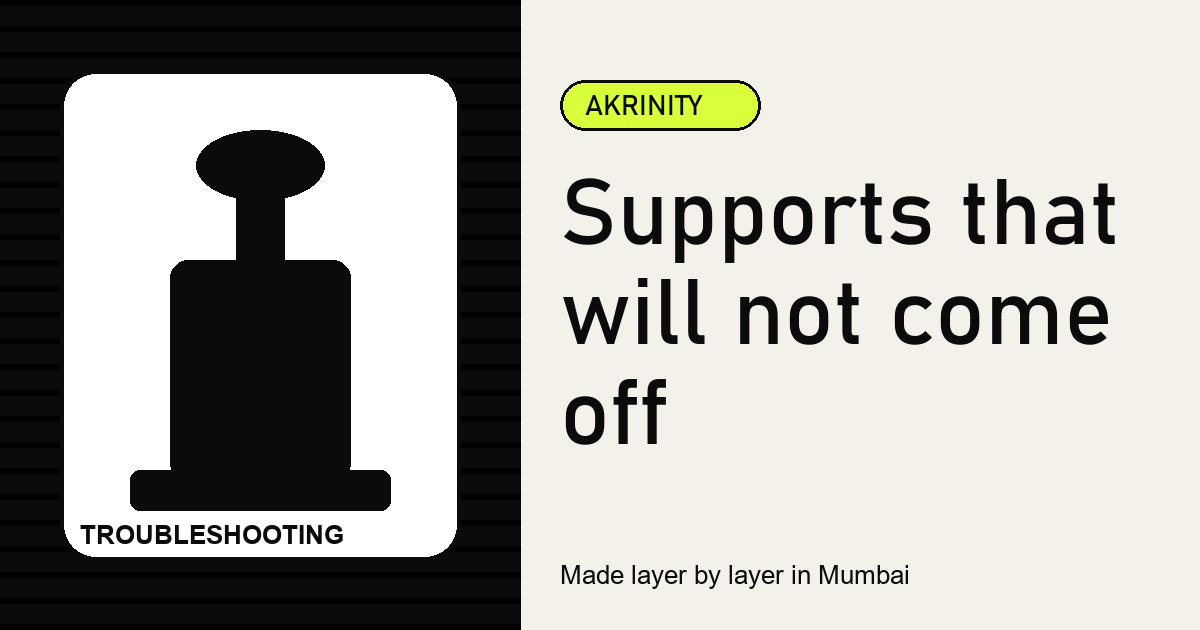 AKRINITY
Supports that
will not come
off
TROUBLESHOOTING
Made layer by layer in Mumbai